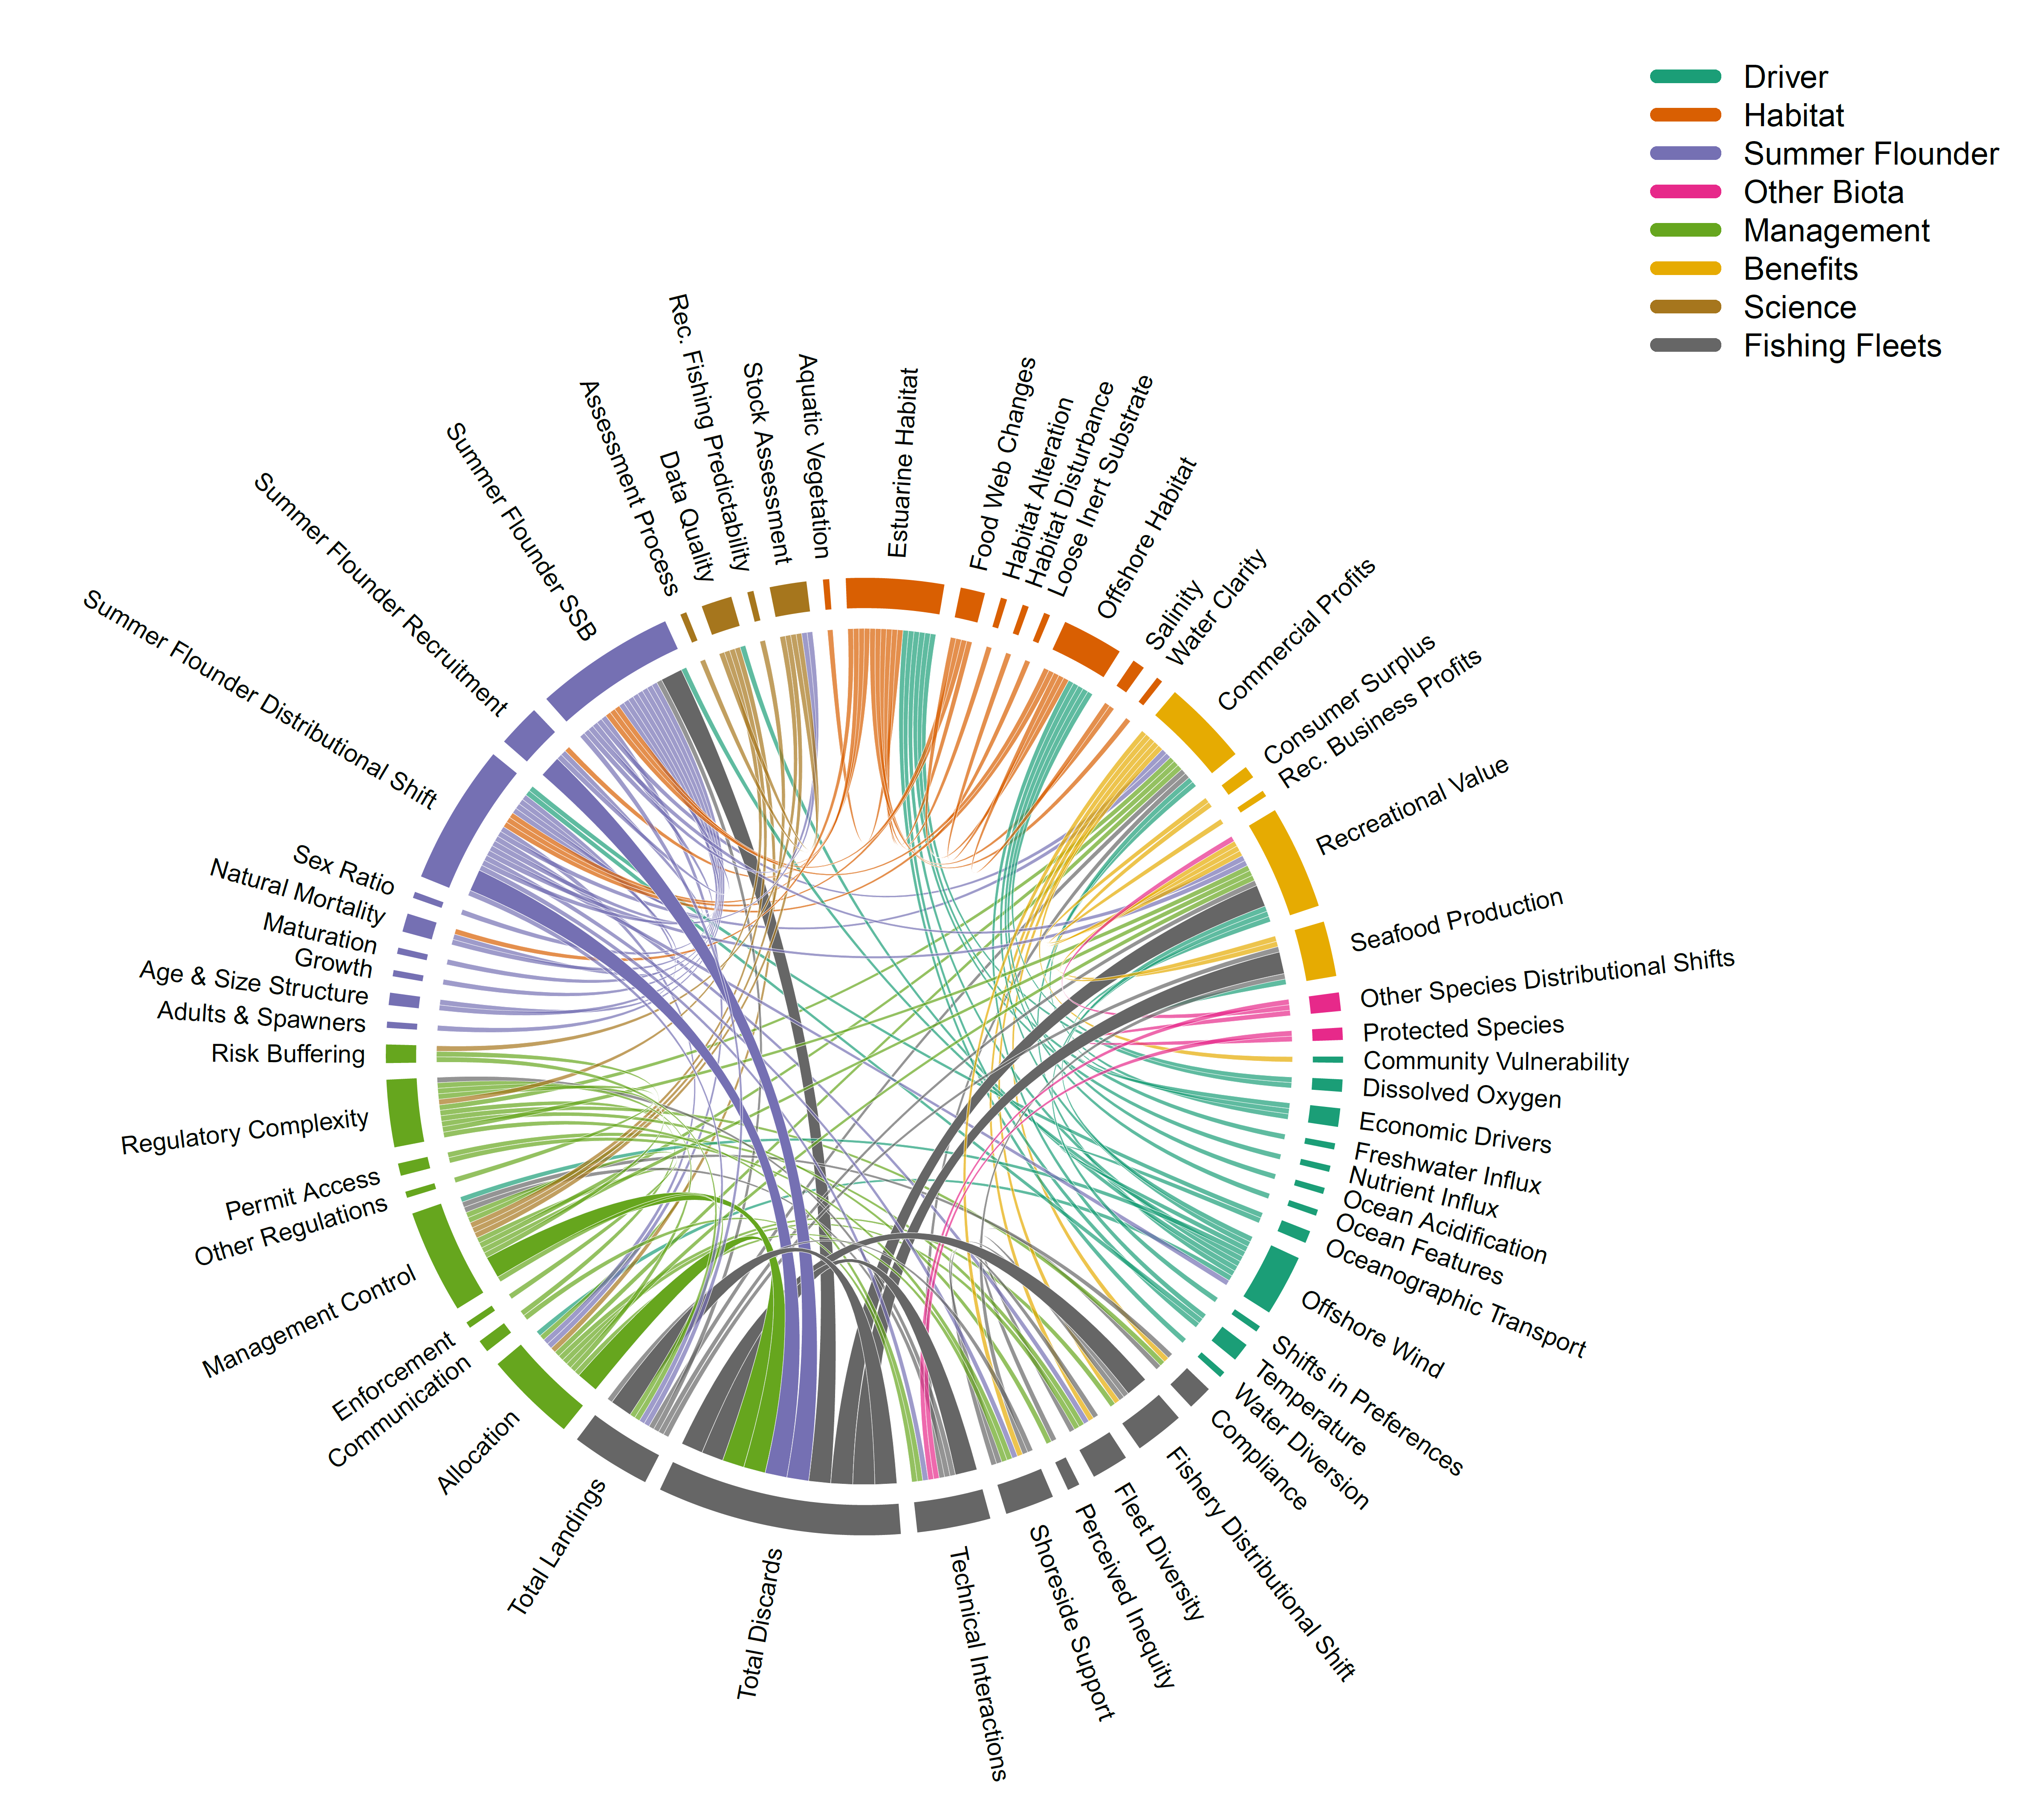 Driver
Habitat
Summer Flounder
Other Biota
Management
Benefits
Science
Fishing Fleets
Estuarine Habitat
Food Web Changes
Habitat Alteration
Habitat Disturbance
Loose Inert Substrate
Offshore Habitat
Salinity
Water Clarity
Commercial Profits
Consumer Surplus
Rec. Business Profits
Recreational Value
Seafood Production
Other Species Distributional Shifts
Protected Species
Community Vulnerability
Dissolved Oxygen
Economic Drivers
Freshwater Influx
Nutrient Influx
Ocean Acidification
Ocean Features
Oceanographic Transport
Offshore Wind
Shifts in Preferences
Temperature
Water Diversion
Compliance
Fishery Distributional Shift
Fleet Diversity
Perceived Inequity
Shoreside Support
Technical Interactions
Total Discards
Total Landings
Allocation
Communication
Enforcement
Management Control
Other Regulations
Permit Access
Regulatory Complexity
Risk Buffering
Adults & Spawners
Age & Size Structure
Growth
Maturation
Natural Mortality
Sex Ratio
Summer Flounder Distributional Shift
Summer Flounder Recruitment
Summer Flounder SSB
Assessment Process
Data Quality
Rec. Fishing Predictability
Stock Assessment
Aquatic Vegetation